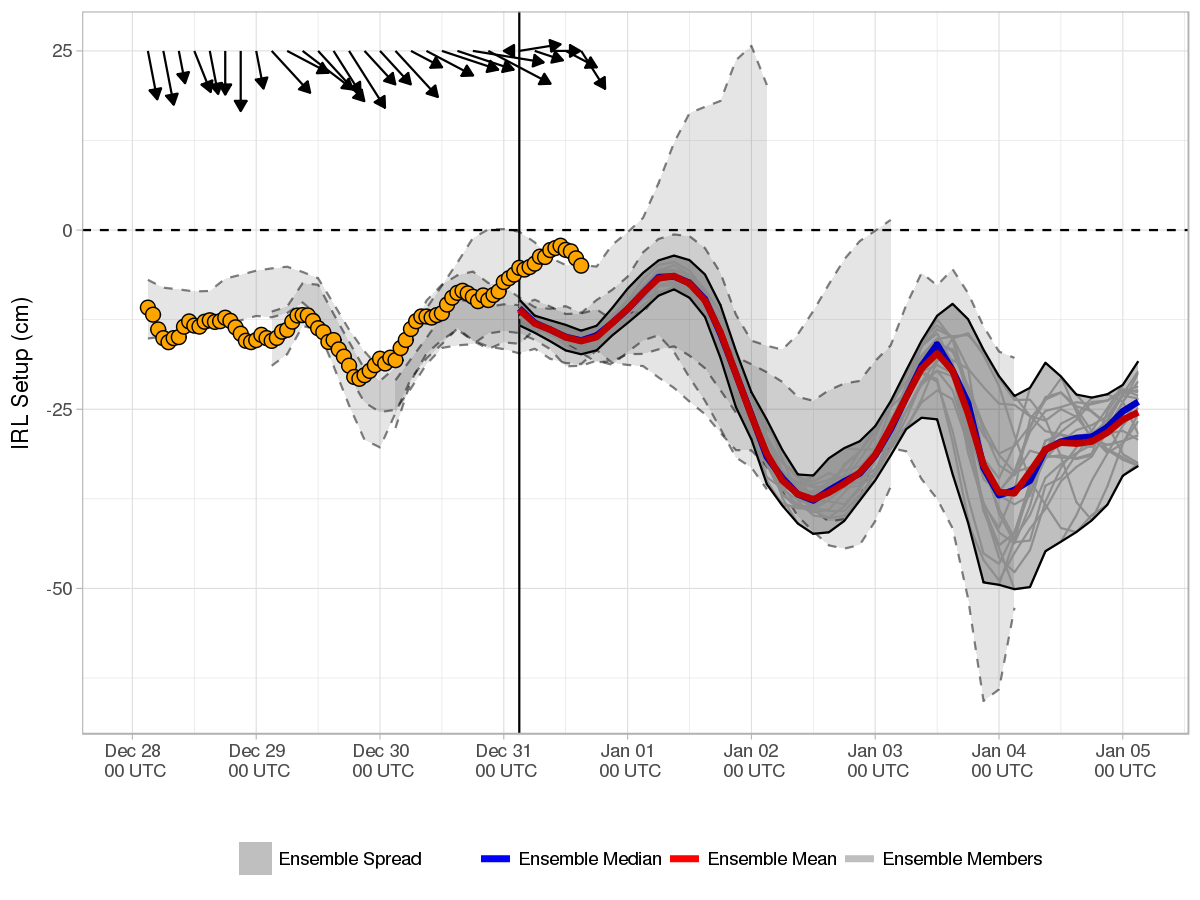 IRL Setup (cm)
25
0
-25
-50
Dec 28 Dec 29 Dec 30 Dec 31 Jan 01 Jan 02 Jan 03 Jan 04 Jan 05
00 UTC 00 UTC 00 UTC 00 UTC 00 UTC 00 UTC 00 UTC 00 UTC 00 UTC
Ensemble Spread Ensemble Median Ensemble Mean Ensemble Members